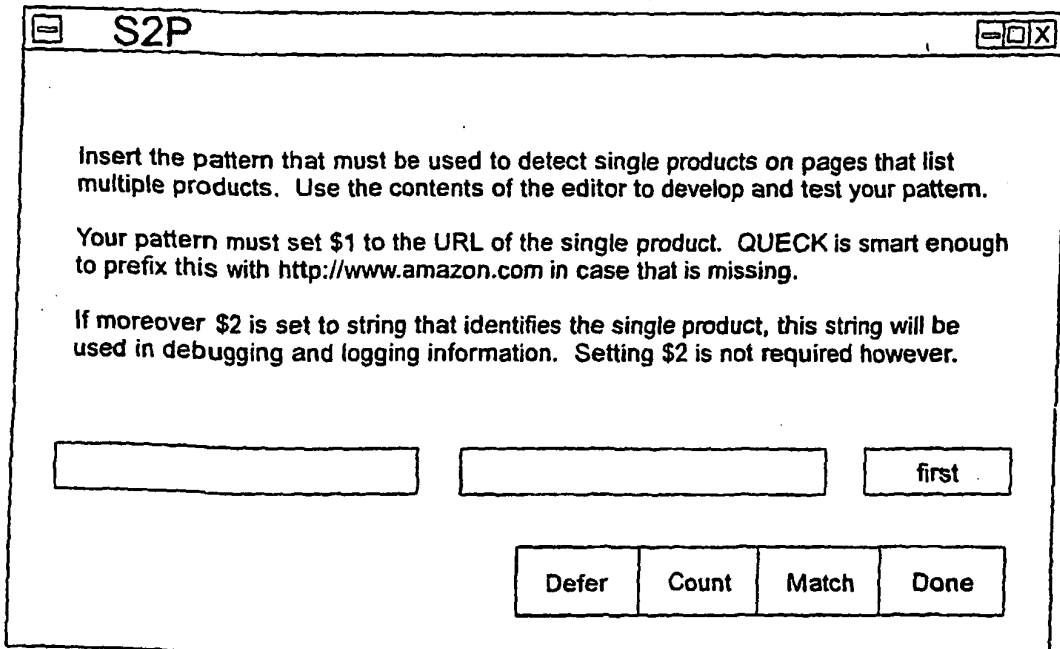 S2P
Insert the pattern that must be used to detect single products on pages that list
multiple products. Use the contents of the editor to develop and test your pattern.
Your pattern must set $1 to the URL of the single product. QUECK is smart enough
to prefix this with http://www.amazon.com in case that is missing.
If moreover $2 is set to string that identifies the single product, this string will be
used in debugging and logging information. Setting $2 is not required however.
first
Defer Count Match Done